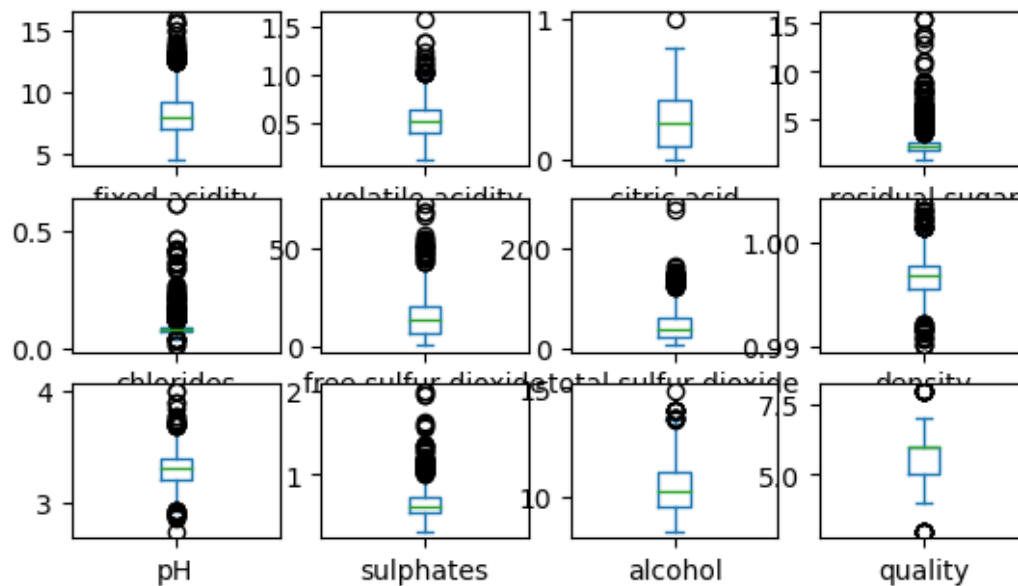 15
10
5
fixed acidity
1.5
1.0
0.5
volatile acidity
1
0
citric acid
15
5
residual sugar
0.5
0.0
chlorides
50
0
free sulfur dioxide
200
0
total sulfur dioxide
1.00
0.99
density
4
3
pH
2
1
sulphates
15
10
alcohol
7.5
5.0
quality